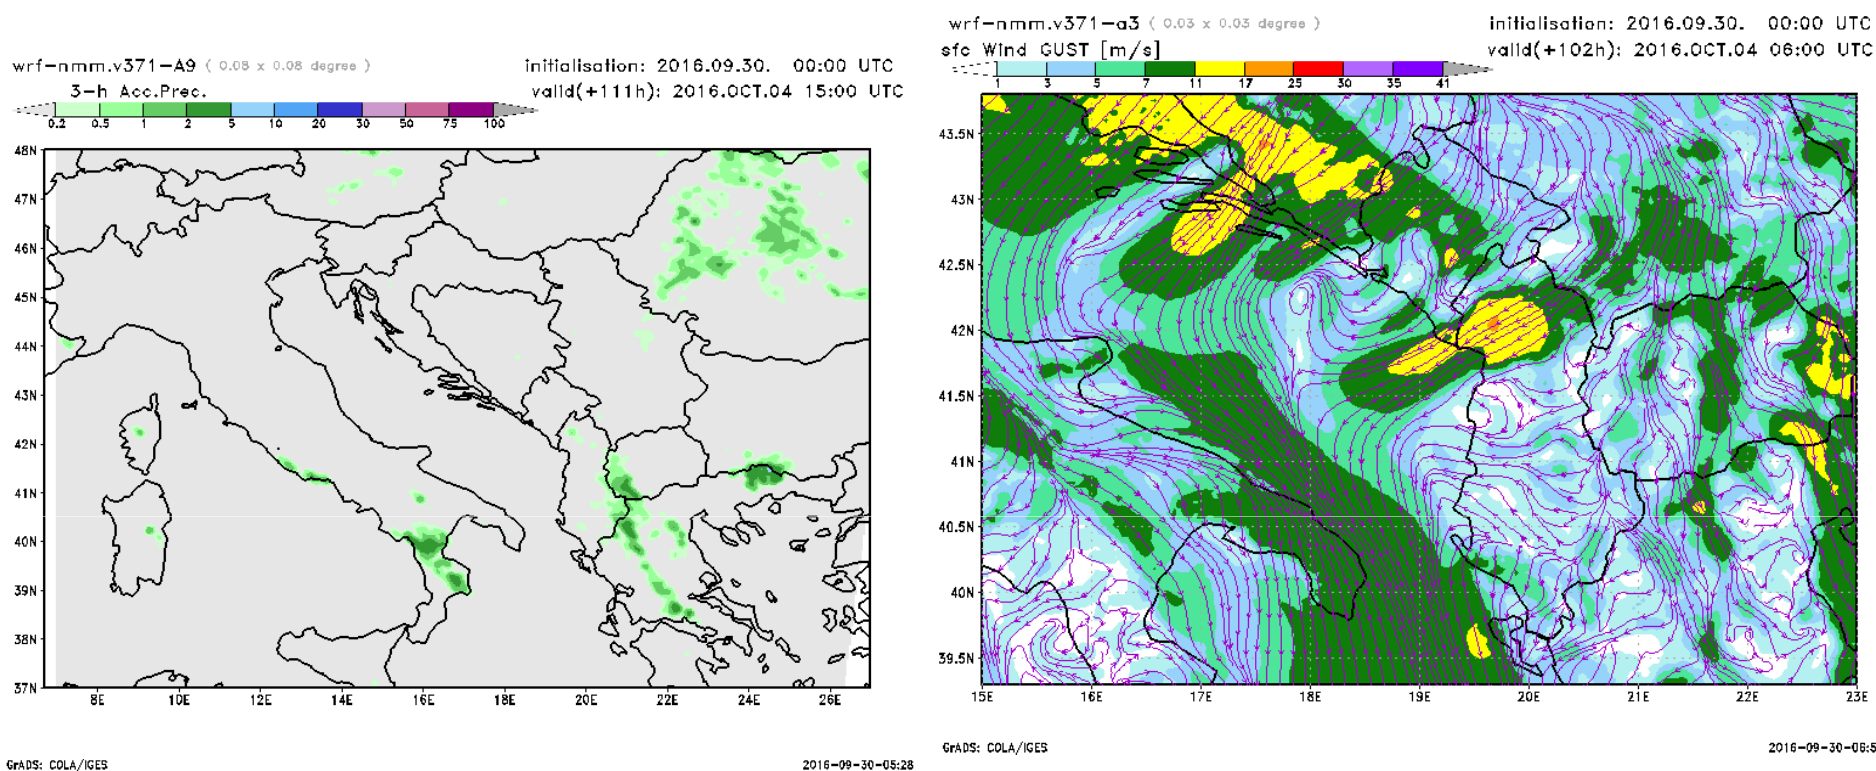 wrf-nmm.v371-A9 ( 0.08 x 0.08 degree )
initialisation: 2016.09.30. 00:00 UTC
3-h Acc.Prec.
valid(+111h): 2016.OCT.04 15:00 UTC
0.2 0.5 1 2 5 10 20 30 50 75 100
48N
47N
46N
45N
44N
43N
42N
41N
40N
39N
38N
37N
8E 10E 12E 14E 16E 18E 20E 22E 24E 26E
GrADS: COLA/IGES
2016-09-30-05:28
wrf-nmm.v371-a3 ( 0.03 x 0.03 degree )
initialisation: 2016.09.30. 00:00 UTC
sfc Wind GUST [m/s]
valid(+102h): 2016.OCT.04 06:00 UTC
1 3 5 7 11 17 25 30 35 41
43.5N
43N
42.5N
42N
41.5N
41N
40.5N
40N
39.5N
15E 16E 17E 18E 19E 20E 21E 22E 23E
GrADS: COLA/IGES